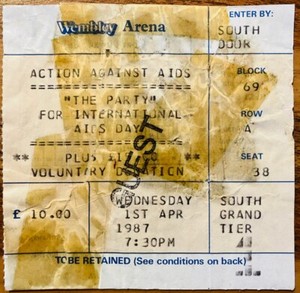 Wembley Arena
ENTER BY:
SOUTH
DOOR
ACTION AGAINST AIDS
BLOCK
69
"THE PARTY"
FOR INTERNATIONAL
AIDS DAY
ROW
A
** PLUS **
VOLUNTARY DONATION
SEAT
38
GUEST
£ 10.00
WEDNESDAY
1ST APR
1987
7:30PM
SOUTH
GRAND
TIER
TO BE RETAINED (See conditions on back)